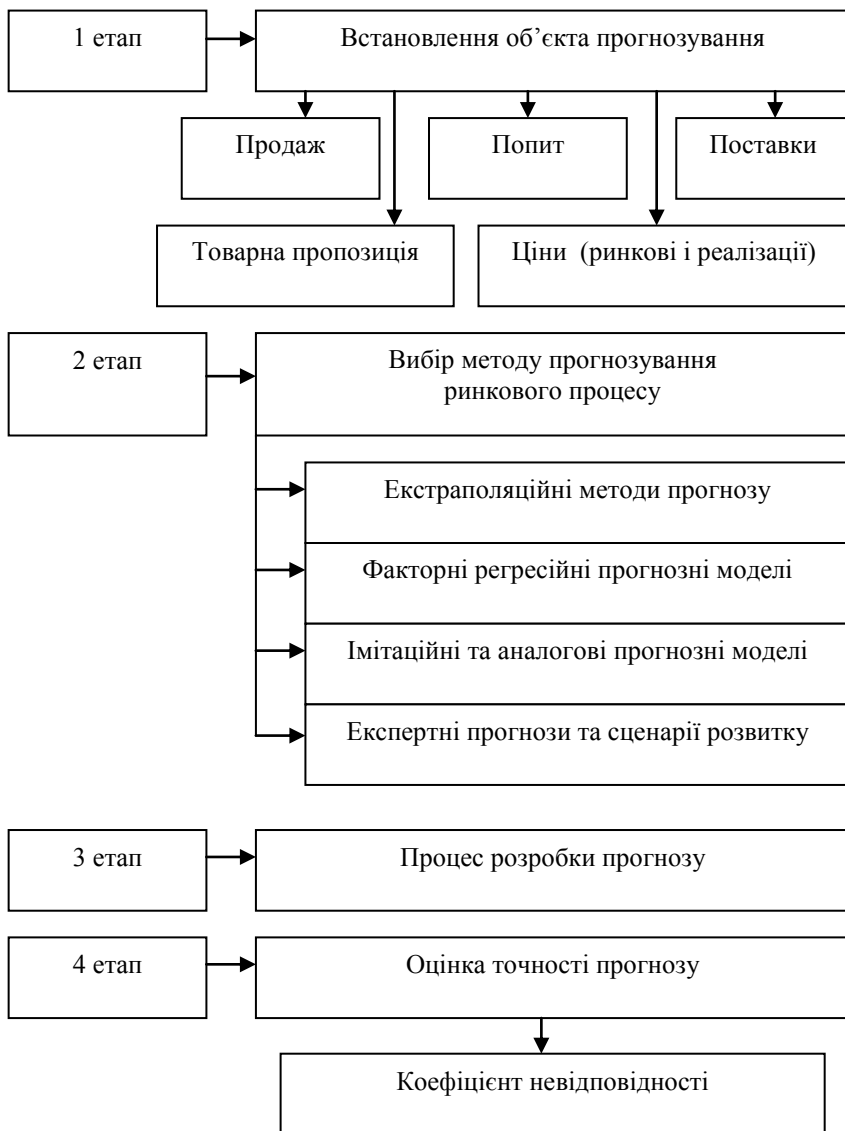 1 етап
Встановлення об’єкта прогнозування
Продаж
Попит
Поставки
Товарна пропозиція
Ціни (ринкові і реалізації)
2 етап
Вибір методу прогнозування
ринкового процесу
Екстраполяційні методи прогнозу
Факторні регресійні прогнозні моделі
Імітаційні та аналогові прогнозні моделі
Експертні прогнози та сценарії розвитку
3 етап
Процес розробки прогнозу
4 етап
Оцінка точності прогнозу
Коефіцієнт невідповідності